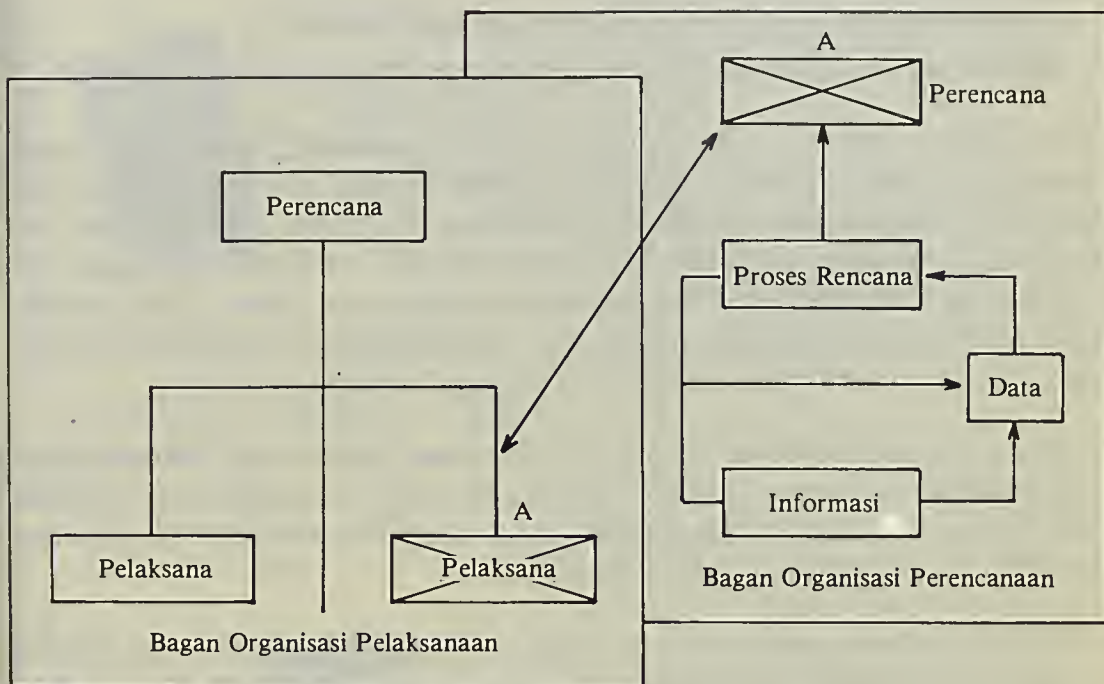 A
Perencana
Perencana
Proses Rencana
Data
Informasi
A
Pelaksana
Pelaksana
Bagan Organisasi Perencanaan
Bagan Organisasi Pelaksanaan